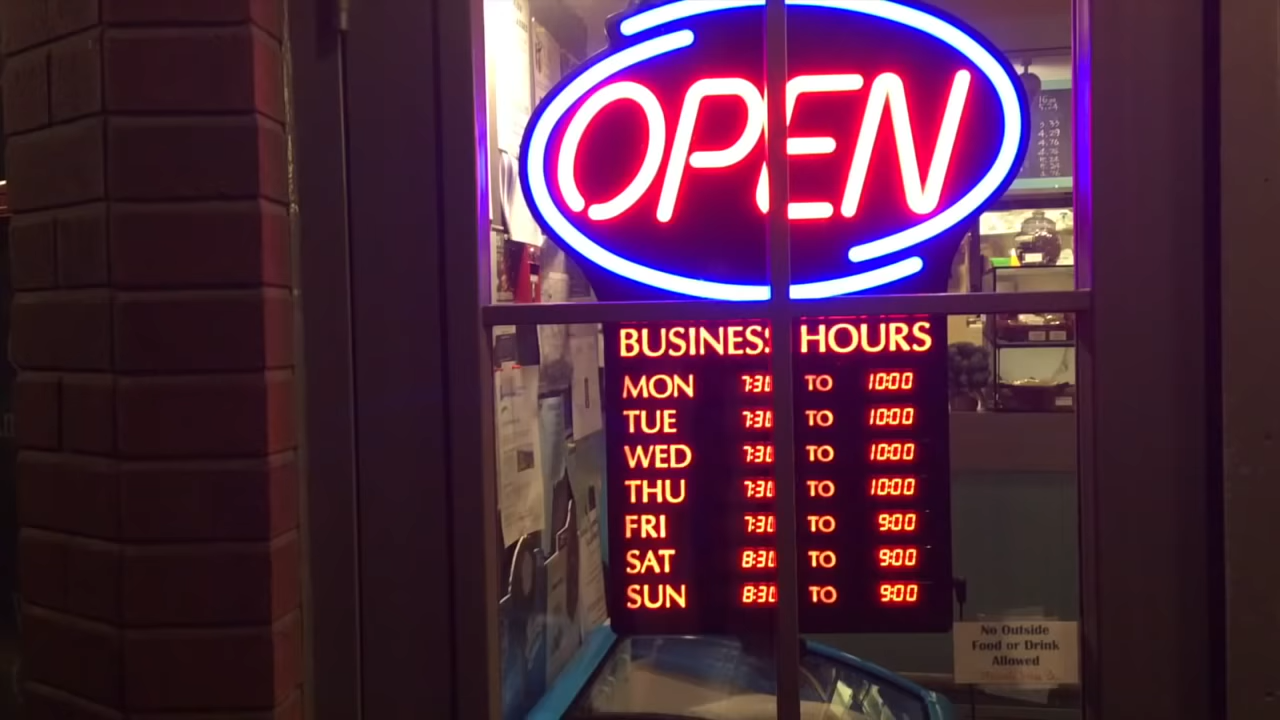 OPEN
BUSINESS HOURS
MON 7:30 TO 10:00
TUE 7:30 TO 10:00
WED 7:30 TO 10:00
THU 7:30 TO 10:00
FRI 7:30 TO 9:00
SAT 8:30 TO 9:00
SUN 8:30 TO 9:00
No Outside
Food or Drink
Allowed